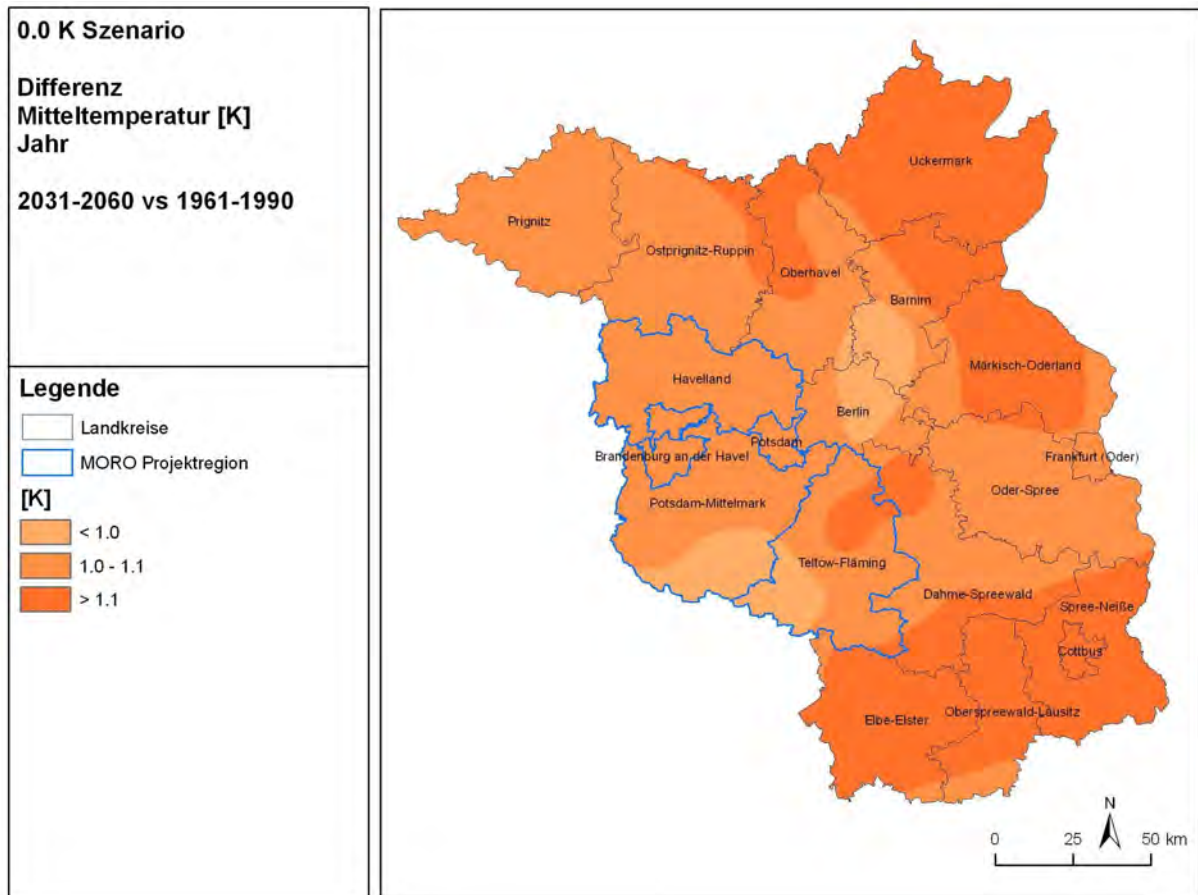 0.0 K Szenario
Differenz
Mitteltemperatur [K]
Jahr
2031-2060 vs 1961-1990
Legende
Landkreise
MORO Projektregion
[K]
< 1.0
1.0 - 1.1
> 1.1
Uckermark
Prignitz
Ostprignitz-Ruppin
Oberhavel
Barnim
Märkisch-Oderland
Havelland
Berlin
Potsdam
Brandenburg an der Havel
Frankfurt (Oder)
Oder-Spree
Potsdam-Mittelmark
Teltow-Fläming
Dahme-Spreewald
Spree-Neiße
Cottbus
Elbe-Elster
Oberspreewald-Lausitz
N
0 25 50 km